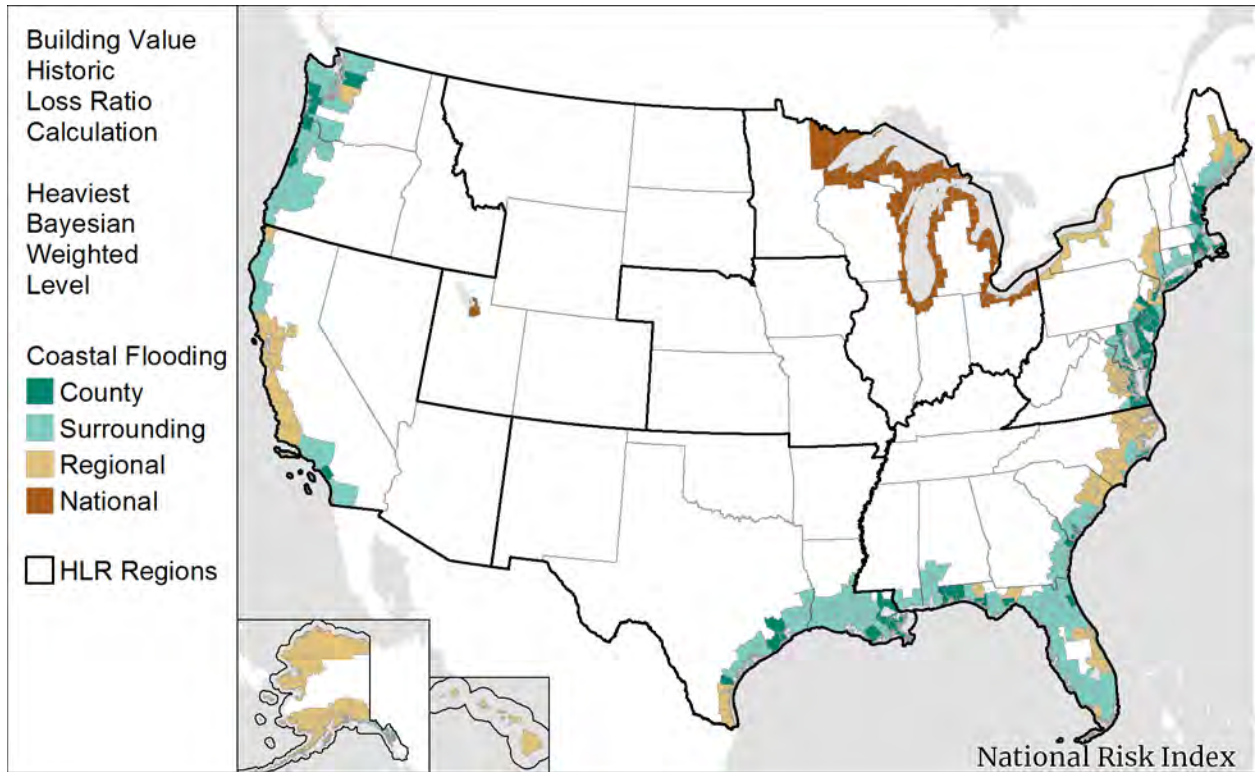 Building Value
Historic
Loss Ratio
Calculation
Heaviest
Bayesian
Weighted
Level
Coastal Flooding
County
Surrounding
Regional
National
HLR Regions
National Risk Index